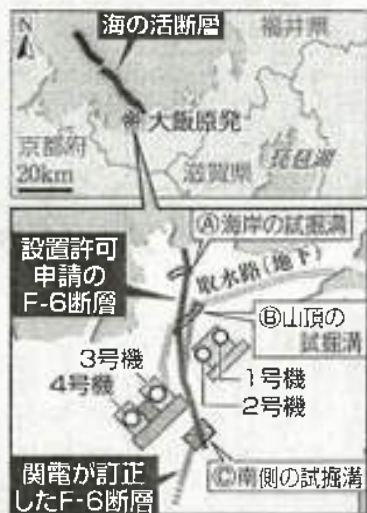 N
海の活断層
福井県
大飯原発
京都府
滋賀県
琵琶湖
20km
Ⓐ海岸の試掘溝
設置許可
申請の
F-6断層
取水路(地下)
Ⓑ山頂の
試掘溝
3号機
4号機
1号機
2号機
関電が訂正
したF-6断層
Ⓒ南側の試掘溝